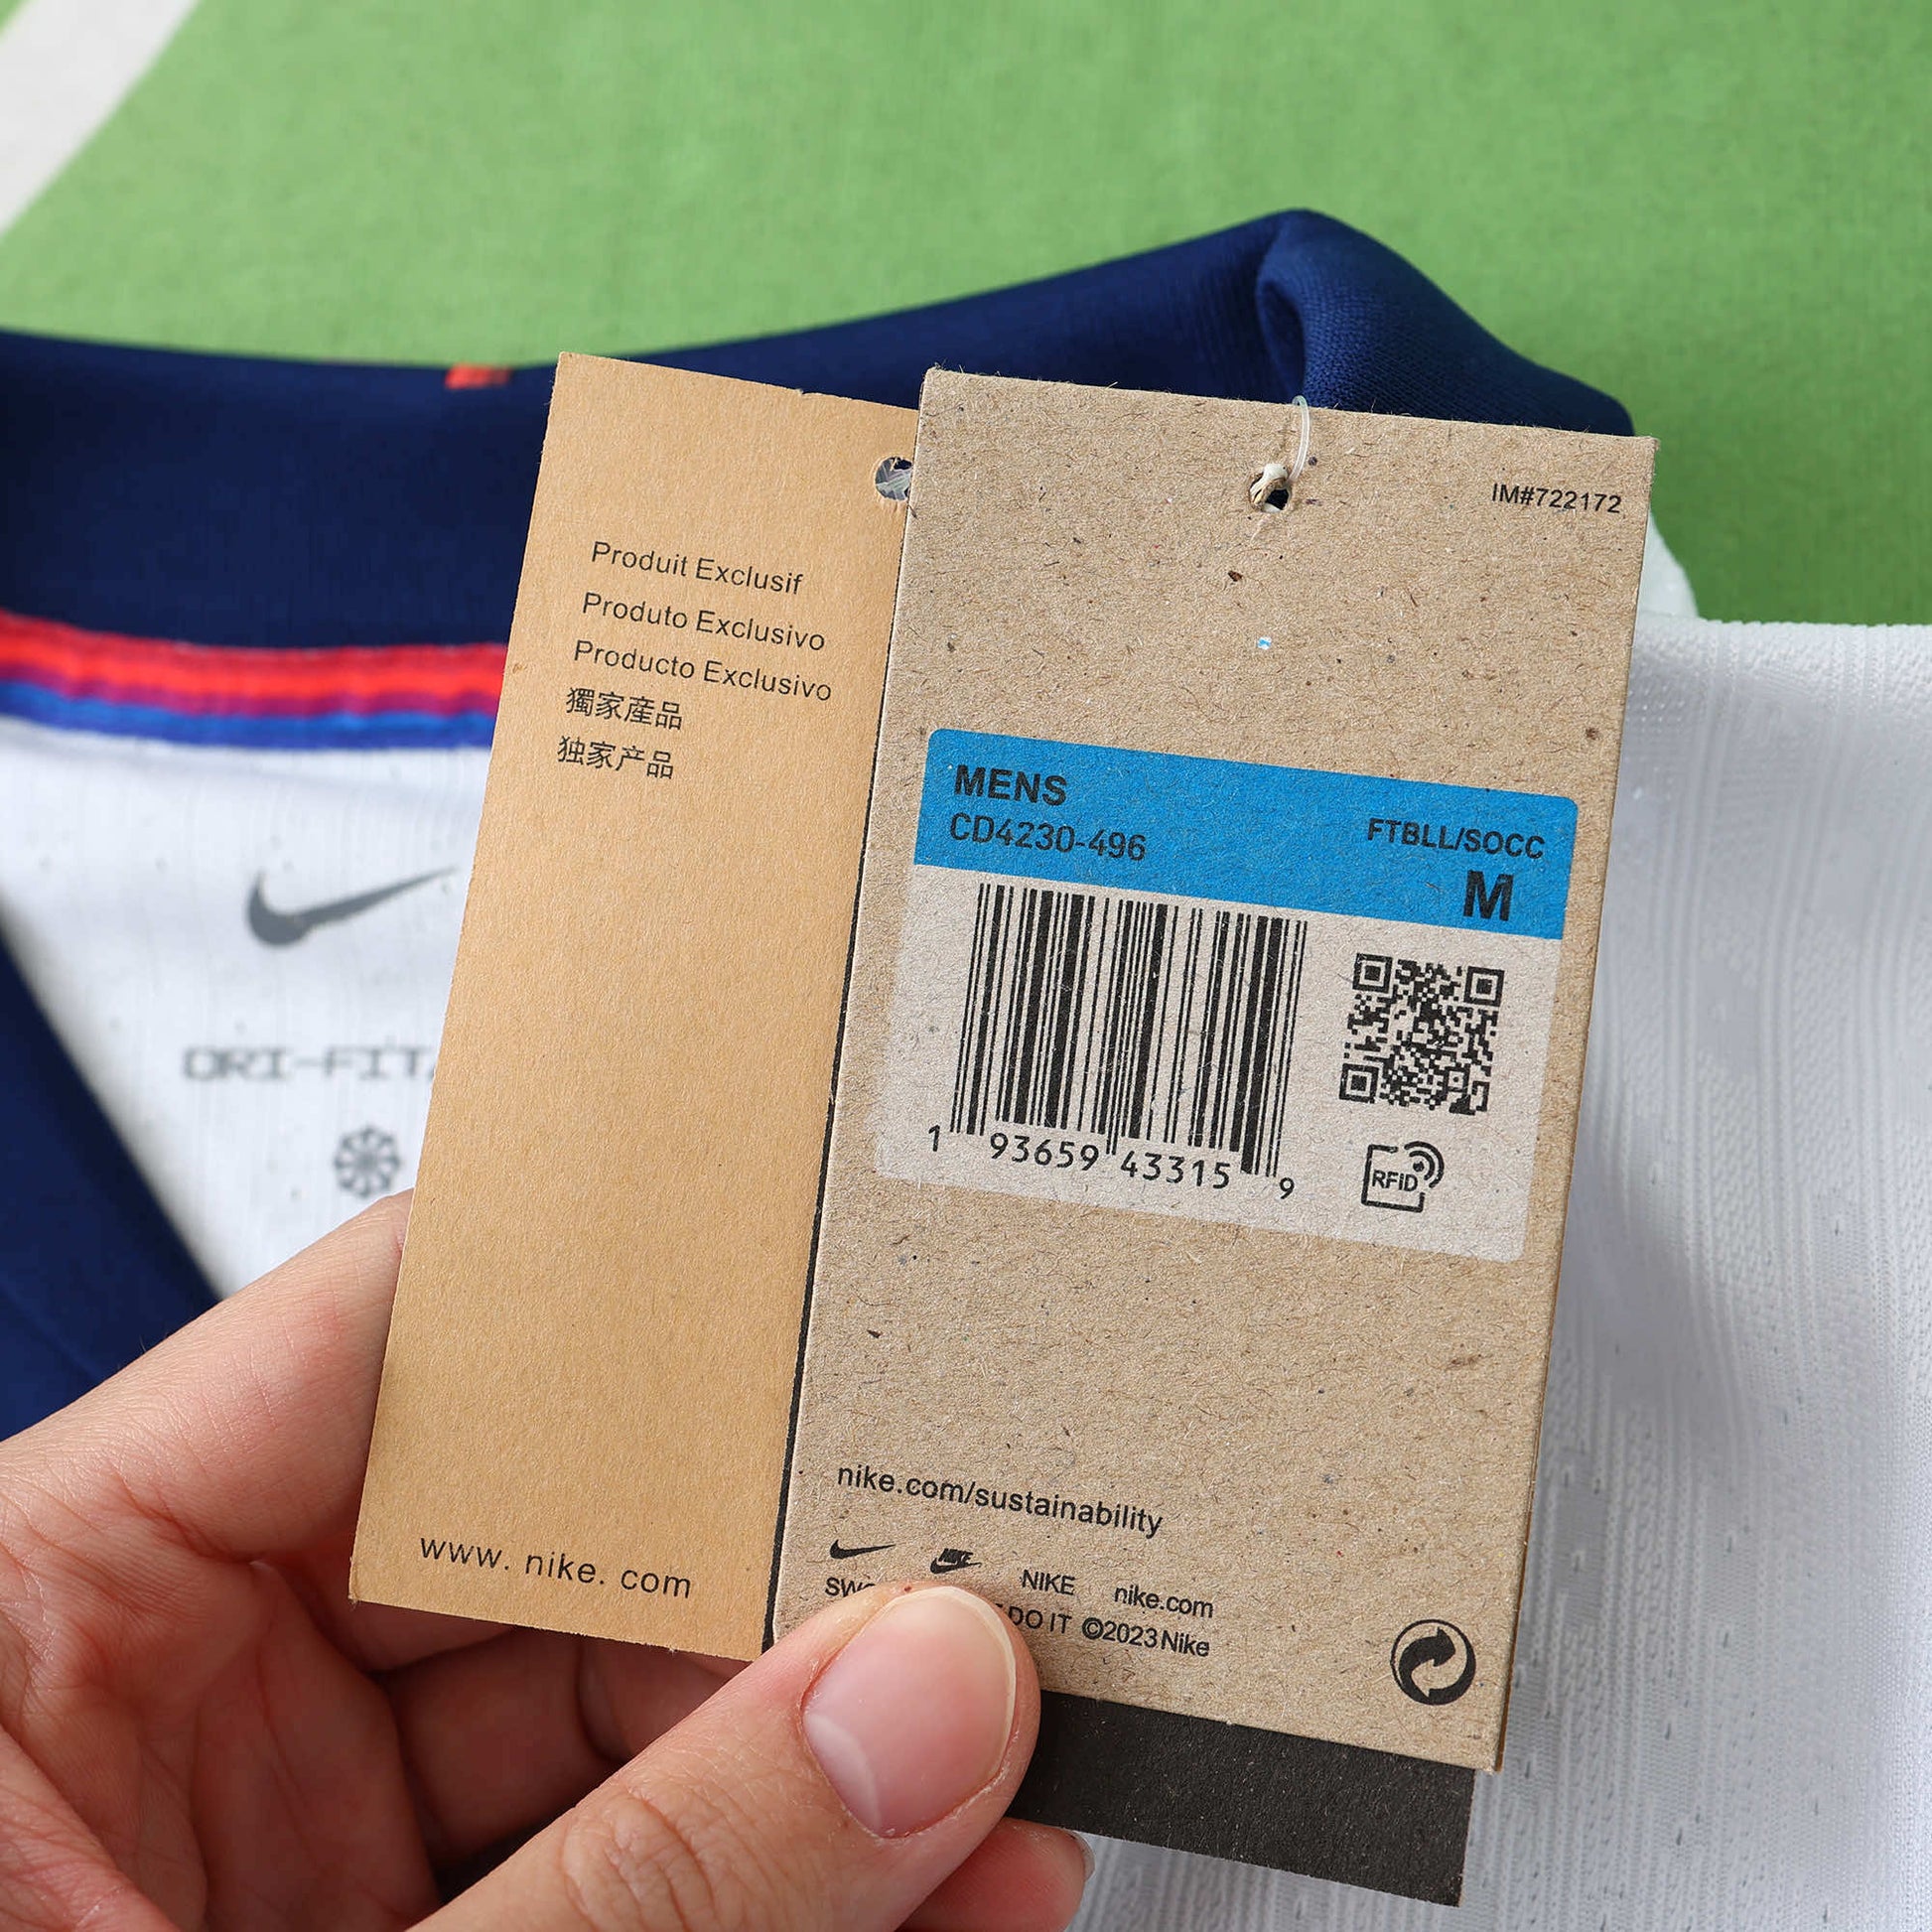 Produit Exclusif
Produto Exclusivo
Producto Exclusivo
獨家產品
独家产品
www. nike. com
IM#722172
MENS
CD4230-496
FTBLL/SOCC
M
1 93659 43315 9
RFiD
nike.com/sustainability
NIKE
NIKE nike.com
DO IT ©2023 Nike
DRI-FIT